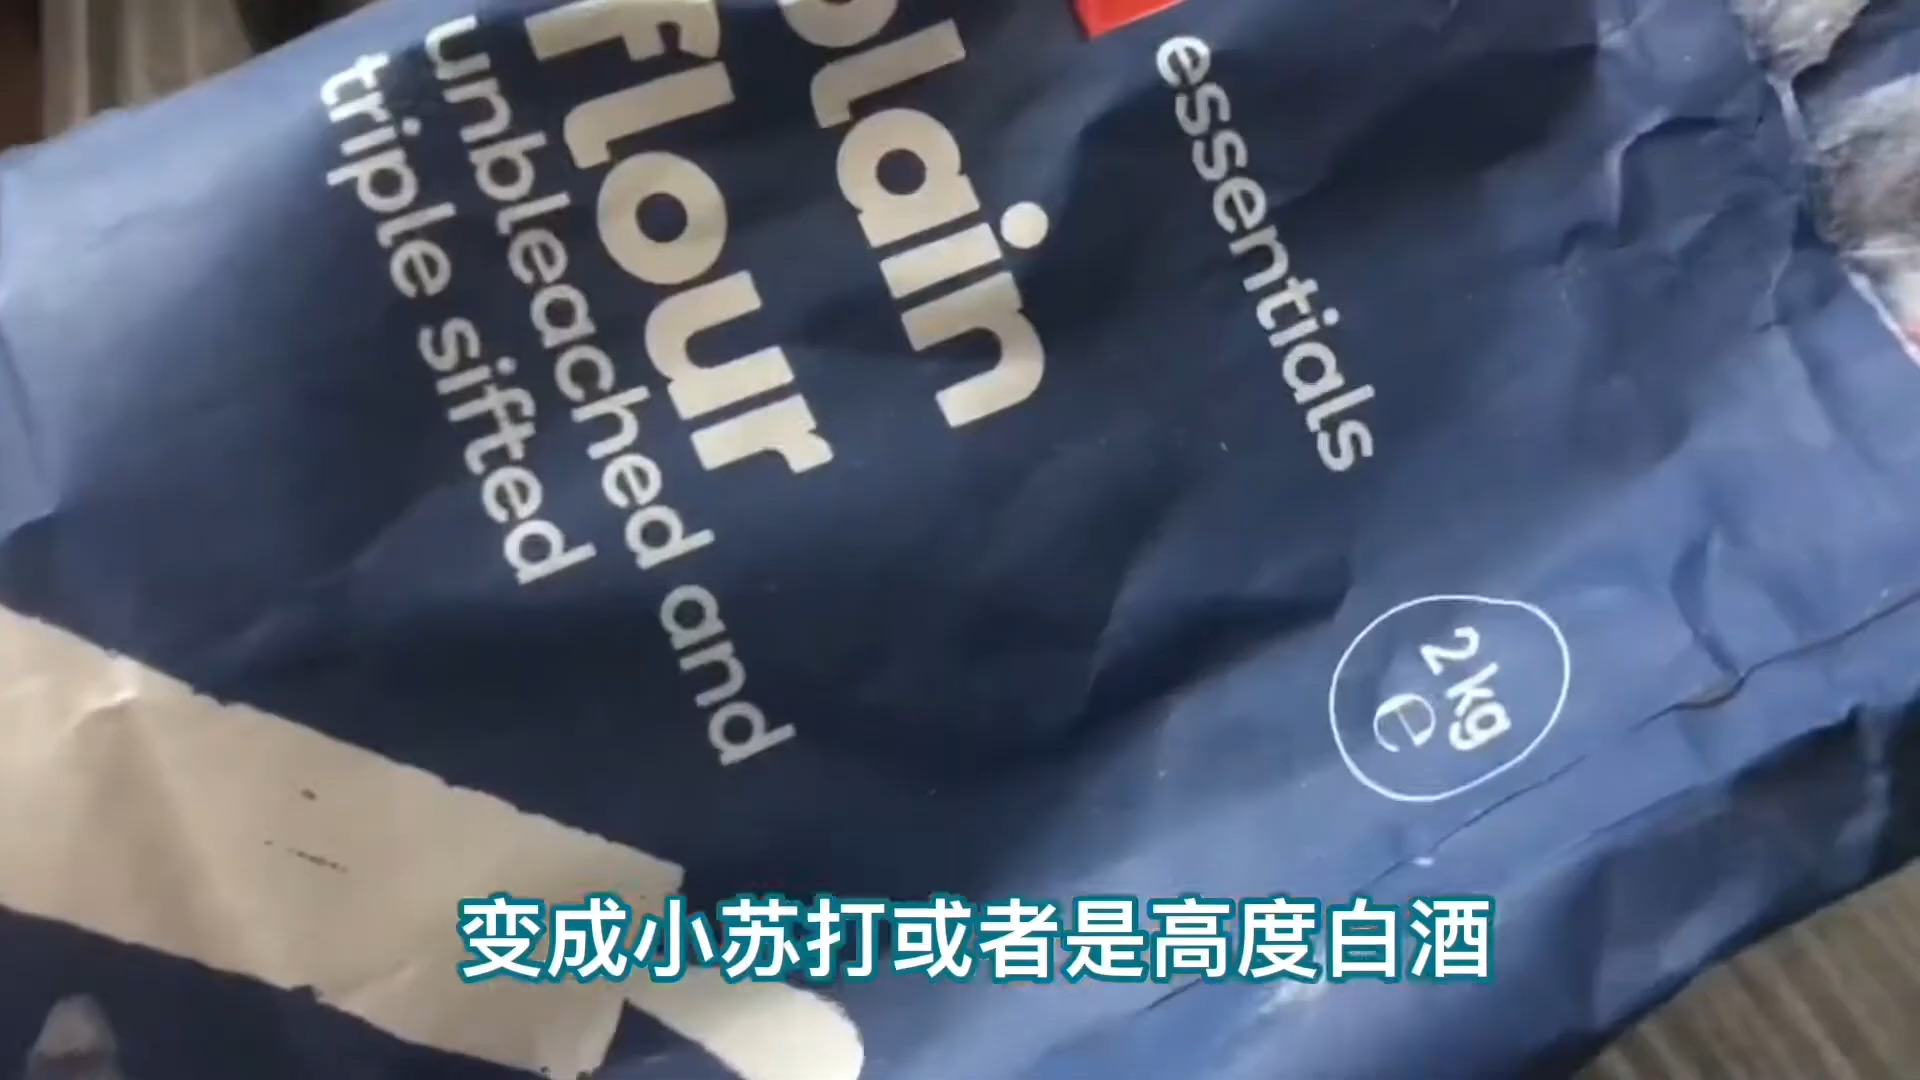 essentials
plain
flour
unbleached and
triple sifted
2kg
e
变成小苏打或者是高度白酒